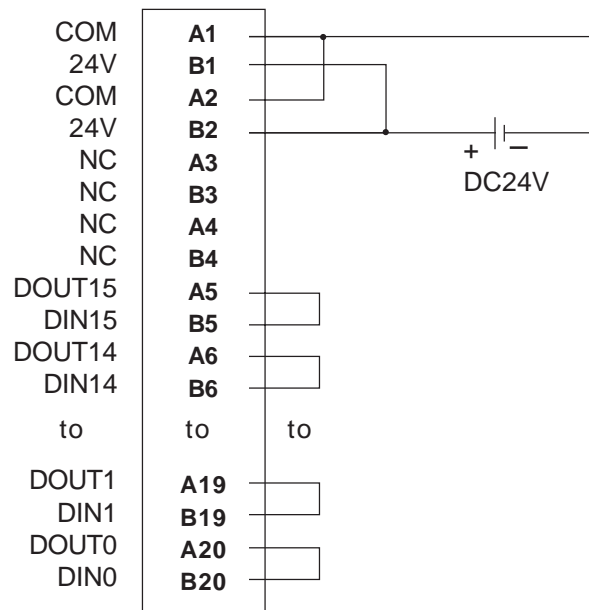 COM A1
24V B1
COM A2
24V B2
+ −
DC24V
NC A3
NC B3
NC A4
NC B4
DOUT15 A5
DIN15 B5
DOUT14 A6
DIN14 B6
to to to
DOUT1 A19
DIN1 B19
DOUT0 A20
DIN0 B20